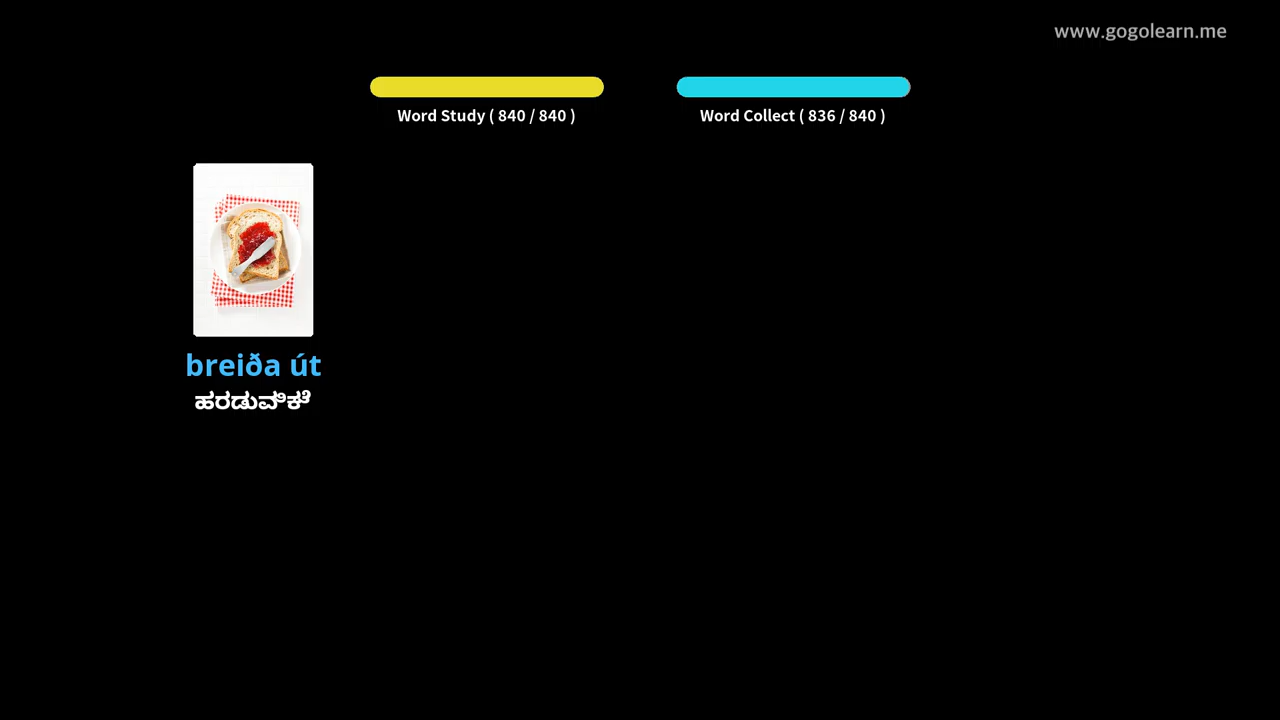 www.gogolearn.me
Word Study ( 840 / 840 )
Word Collect ( 836 / 840 )
breiða út
ಹರಡುವಿಕೆ